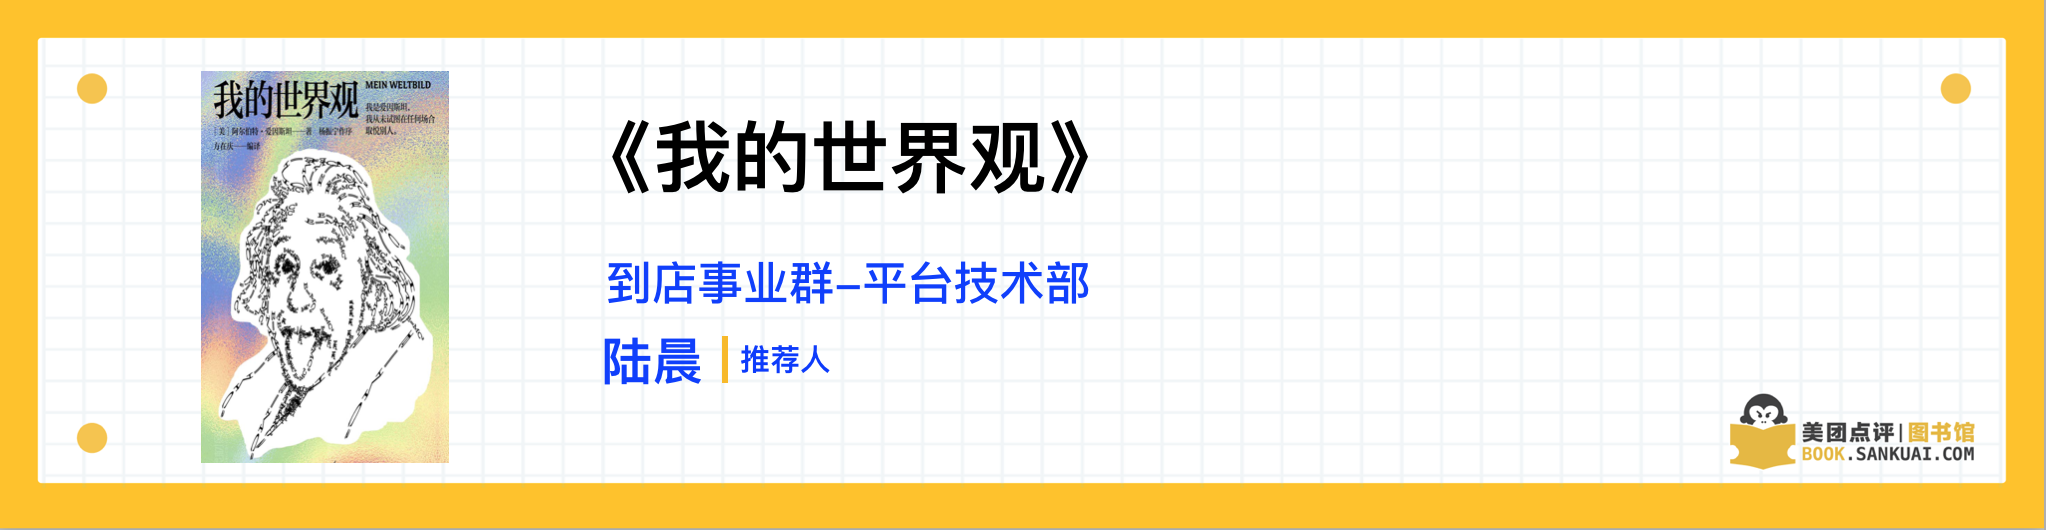 我的世界观
MEIN WELTBILD
我是爱因斯坦,
我从未试图在任何场合
取悦别人。
[美] 阿尔伯特·爱因斯坦——著 杨振宁作序
方在庆——编译
《我的世界观》
到店事业群–平台技术部
陆晨 | 推荐人
美团点评|图书馆
BOOK.SANKUAI.COM